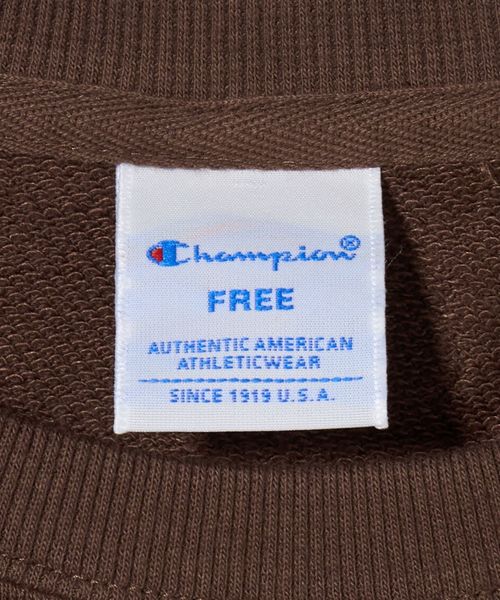 Champion®
FREE
AUTHENTIC AMERICAN
ATHLETICWEAR
SINCE 1919 U.S.A.